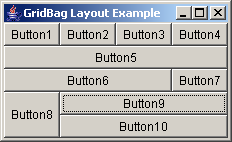 GridBag Layout Example
Button1 Button2 Button3 Button4
Button5
Button6 Button7
Button8 Button9
Button10